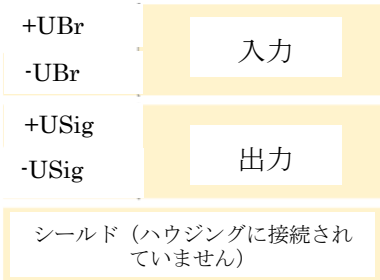 +UBr
入力
-UBr
+USig
出力
-USig
シールド（ハウジングに接続され
ていません）